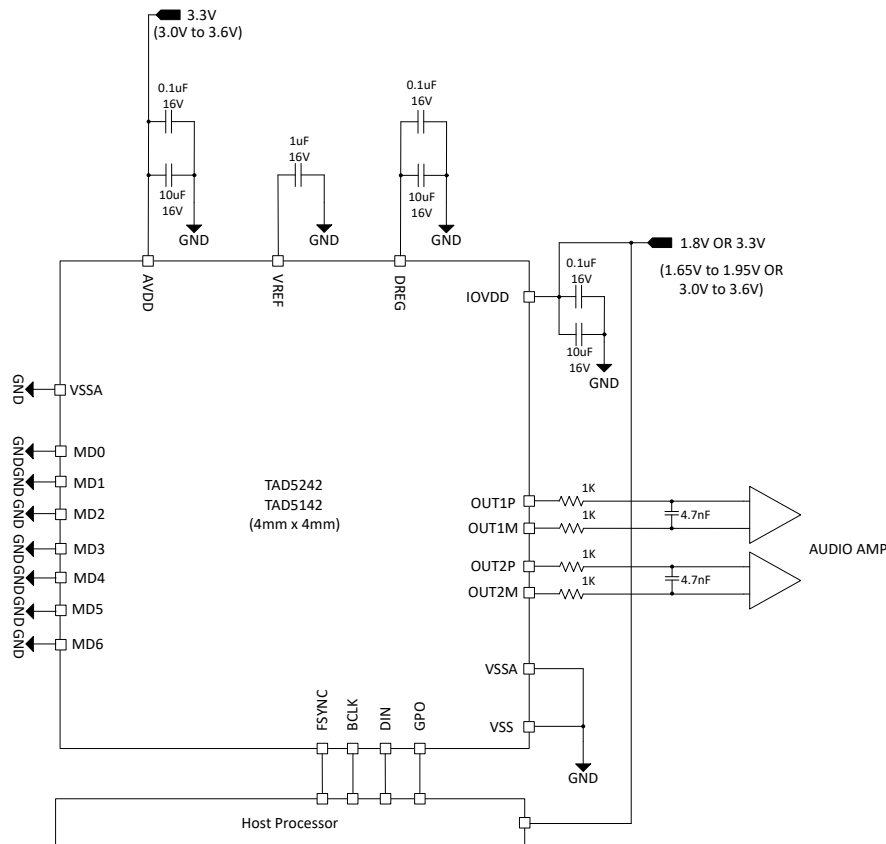 3.3V
(3.0V to 3.6V)
0.1uF
16V
10uF
16V
GND
1uF
16V
GND
0.1uF
16V
10uF
16V
GND
1.8V OR 3.3V
(1.65V to 1.95V OR
3.0V to 3.6V)
0.1uF
16V
10uF
16V
GND
AVDD
VREF
DREG
IOVDD
GND
VSSA
GND
MD0
GND
MD1
GND
MD2
GND
MD3
GND
MD4
GND
MD5
GND
MD6
TAD5242
TAD5142
(4mm x 4mm)
OUT1P
1K
OUT1M
1K
4.7nF
OUT2P
1K
OUT2M
1K
4.7nF
AUDIO AMP
VSSA
VSS
GND
FSYNC
BCLK
DIN
GPO
Host Processor